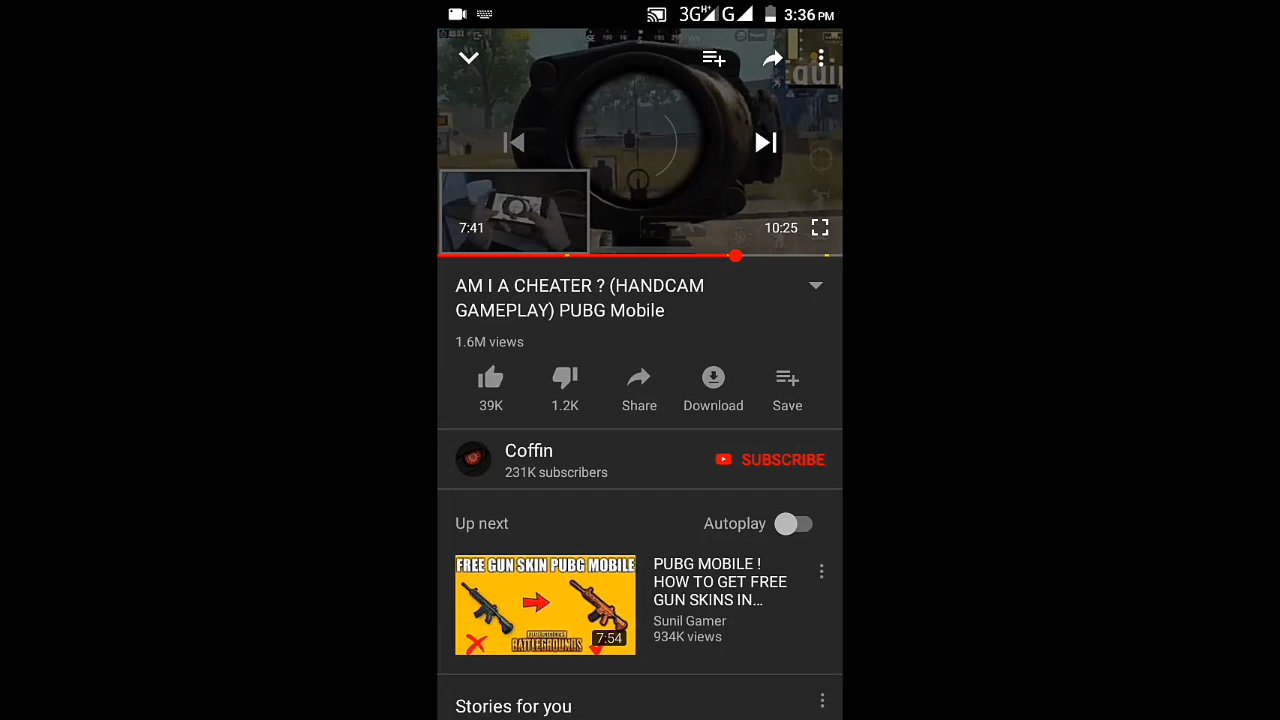 3G H+ G 3:36 PM
7:41
10:25
AM I A CHEATER ? (HANDCAM
GAMEPLAY) PUBG Mobile
1.6M views
39K
1.2K
Share
Download
Save
Coffin
231K subscribers
SUBSCRIBE
Up next
Autoplay
FREE GUN SKIN PUBG MOBILE
BATTLEGROUNDS
7:54
PUBG MOBILE !
HOW TO GET FREE
GUN SKINS IN...
Sunil Gamer
934K views
Stories for you